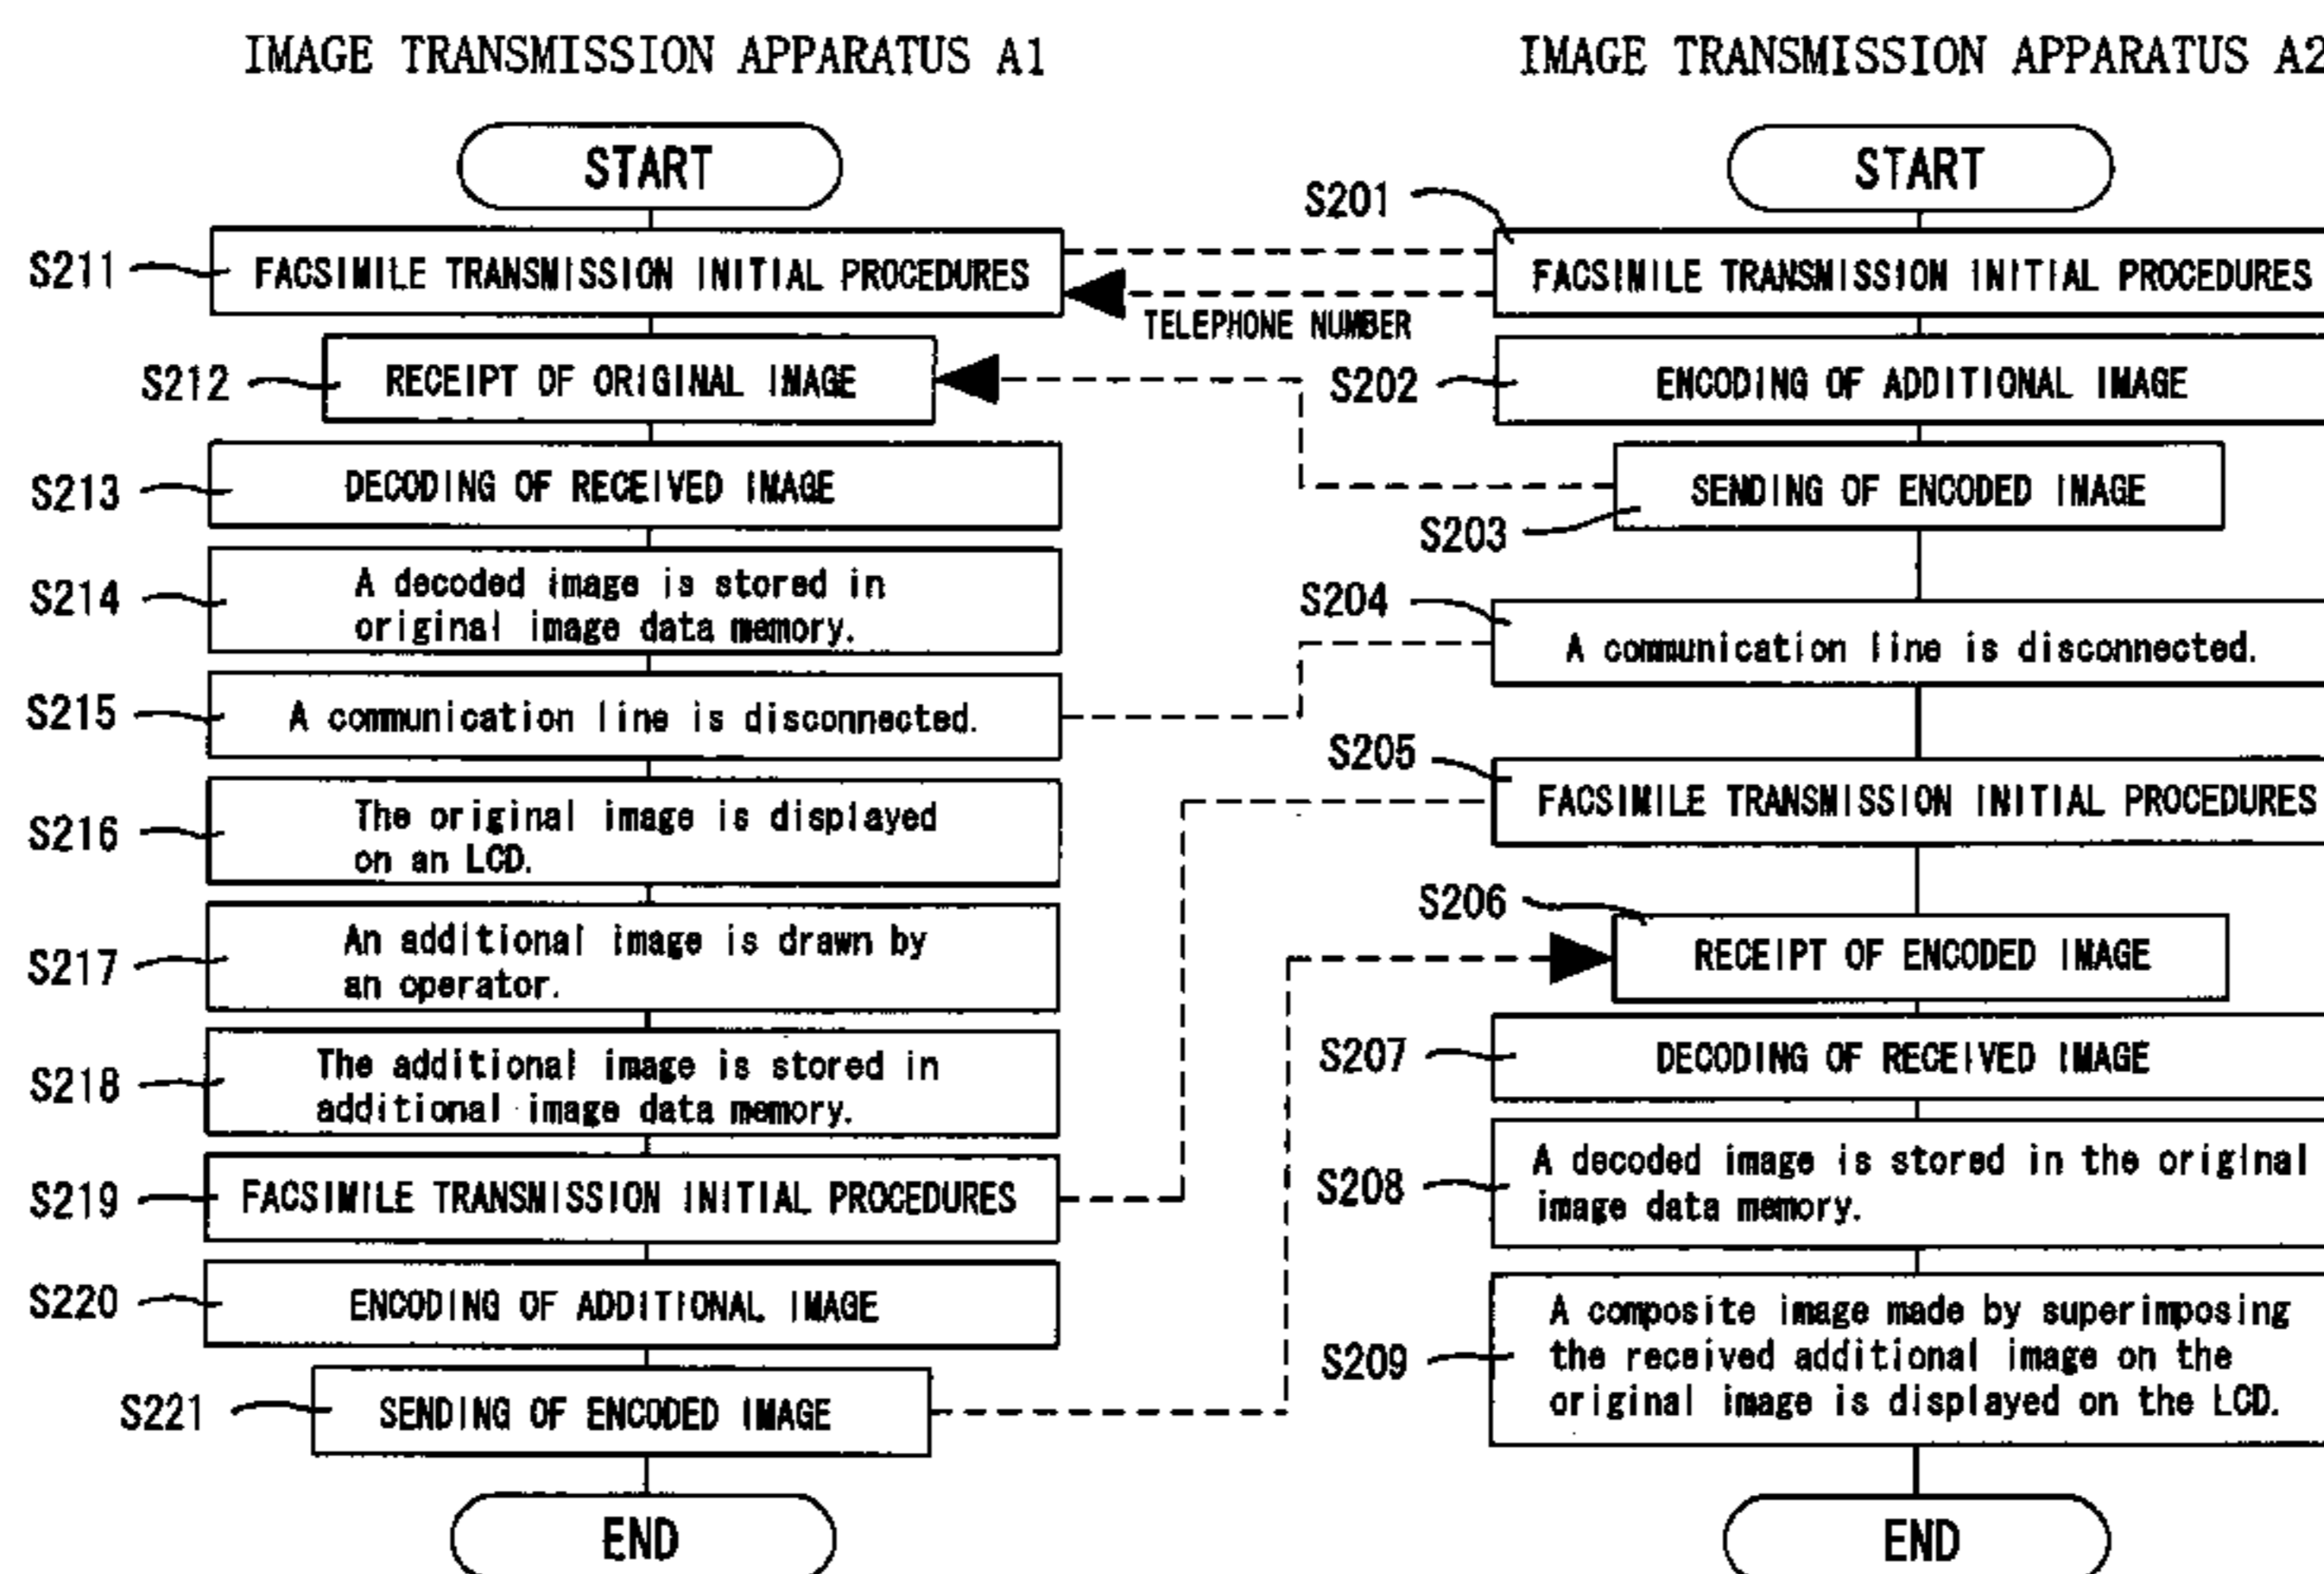 IMAGE TRANSMISSION APPARATUS A1
START
S211
FACSIMILE TRANSMISSION INITIAL PROCEDURES
TELEPHONE NUMBER
S212
RECEIPT OF ORIGINAL IMAGE
S213
DECODING OF RECEIVED IMAGE
S214
A decoded image is stored in
original image data memory.
S215
A communication line is disconnected.
S216
The original image is displayed
on an LCD.
S217
An additional image is drawn by
an operator.
S218
The additional image is stored in
additional image data memory.
S219
FACSIMILE TRANSMISSION INITIAL PROCEDURES
S220
ENCODING OF ADDITIONAL IMAGE
S221
SENDING OF ENCODED IMAGE
END
IMAGE TRANSMISSION APPARATUS A2
START
S201
FACSIMILE TRANSMISSION INITIAL PROCEDURES
S202
ENCODING OF ADDITIONAL IMAGE
SENDING OF ENCODED IMAGE
S203
S204
A communication line is disconnected.
S205
FACSIMILE TRANSMISSION INITIAL PROCEDURES
S206
RECEIPT OF ENCODED IMAGE
S207
DECODING OF RECEIVED IMAGE
S208
A decoded image is stored in the original
image data memory.
S209
A composite image made by superimposing
the received additional image on the
original image is displayed on the LCD.
END